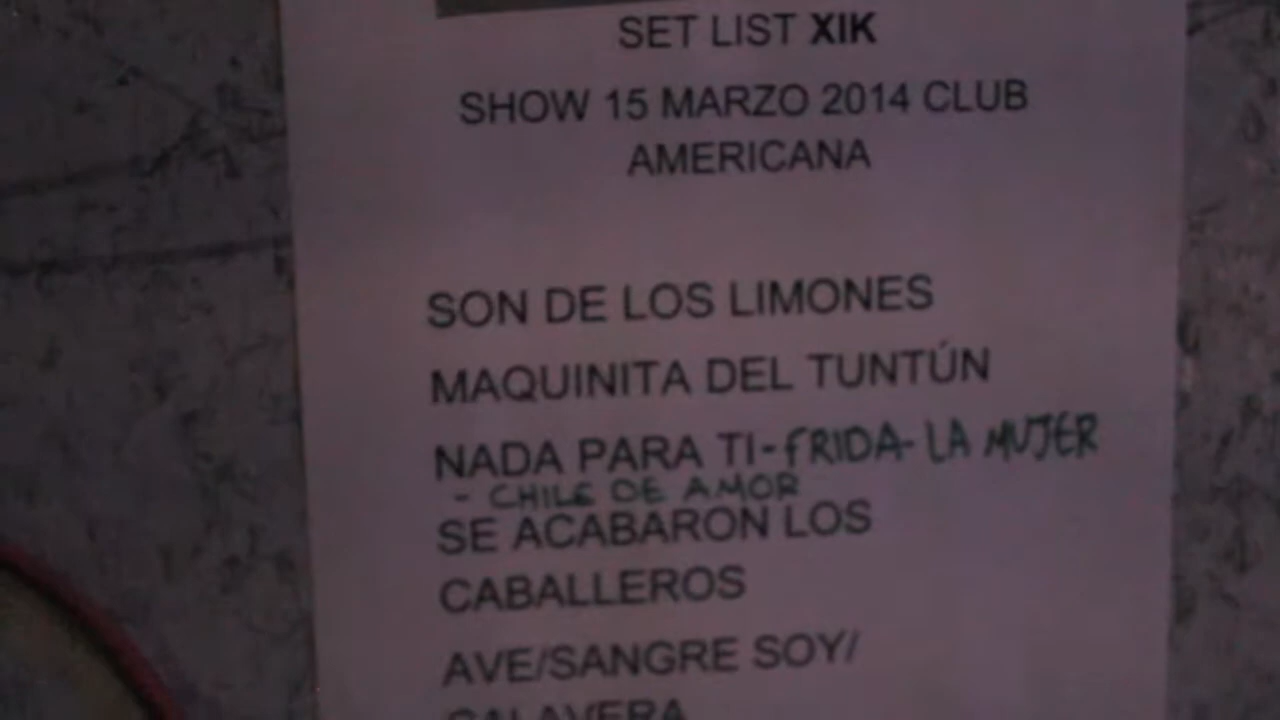 SET LIST XIK
SHOW 15 MARZO 2014 CLUB
AMERICANA
SON DE LOS LIMONES
MAQUINITA DEL TUNTÚN
NADA PARA TI-FRIDA-LA MUJER
- CHILE DE AMOR
SE ACABARON LOS
CABALLEROS
AVE/SANGRE SOY/
CALAVERA